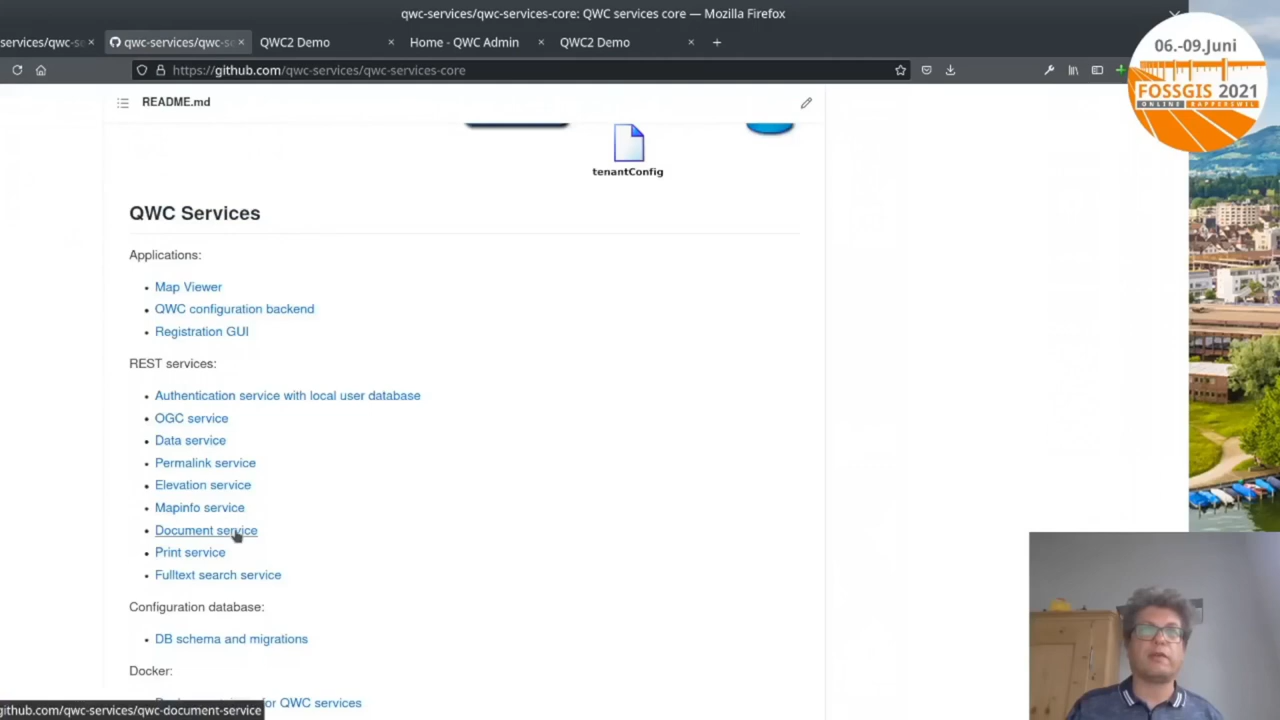 qwc-services/qwc-services-core: QWC services core — Mozilla Firefox
services/qwc-se
qwc-services/qwc-se
QWC2 Demo
Home - QWC Admin
QWC2 Demo
https://github.com/qwc-services/qwc-services-core
06.-09.Juni
FOSSGIS 2021
ONLINE RAPPERSWIL
README.md
tenantConfig
QWC Services
Applications:
Map Viewer
QWC configuration backend
Registration GUI
REST services:
Authentication service with local user database
OGC service
Data service
Permalink service
Elevation service
Mapinfo service
Document service
Print service
Fulltext search service
Configuration database:
DB schema and migrations
Docker:
for QWC services
github.com/qwc-services/qwc-document-service